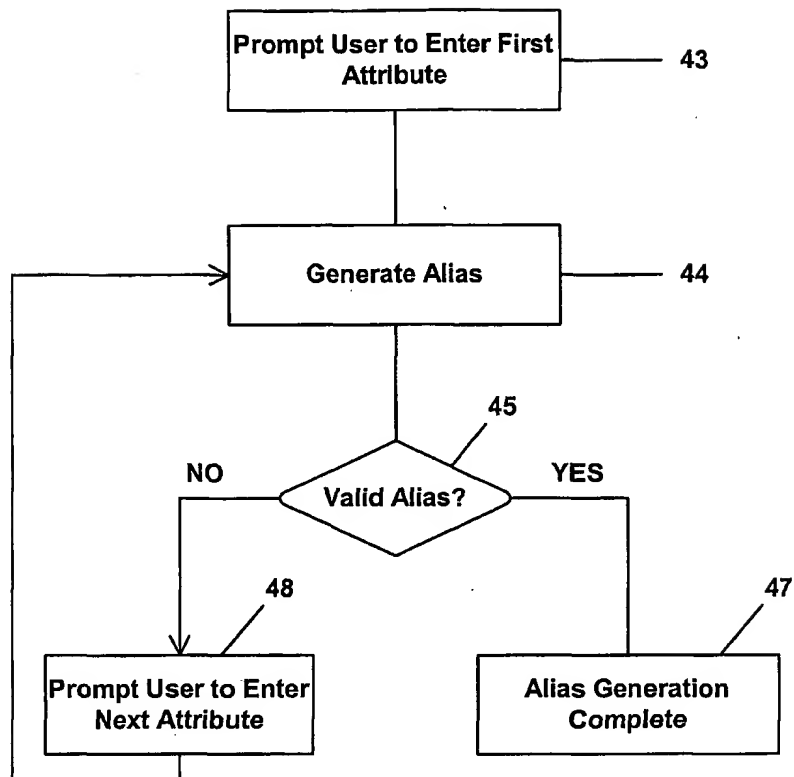 Prompt User to Enter First
Attribute
43
Generate Alias
44
45
NO
YES
Valid Alias?
48
47
Prompt User to Enter
Next Attribute
Alias Generation
Complete